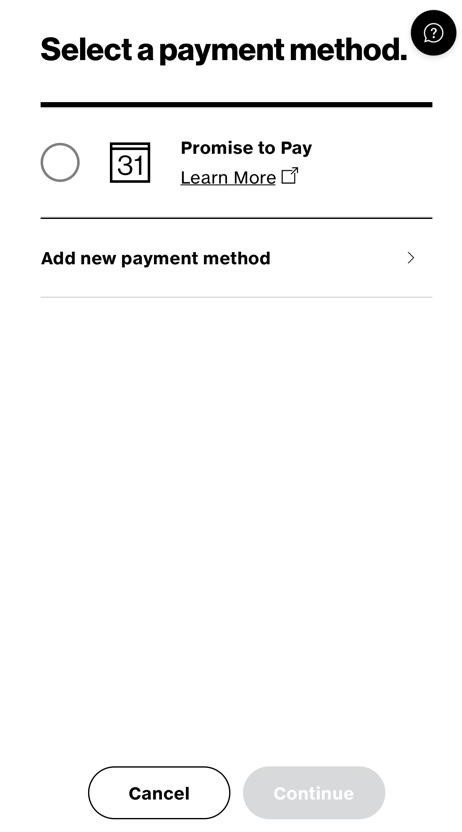 Select a payment method.
?
31
Promise to Pay
Learn More
Add new payment method
Cancel
Continue